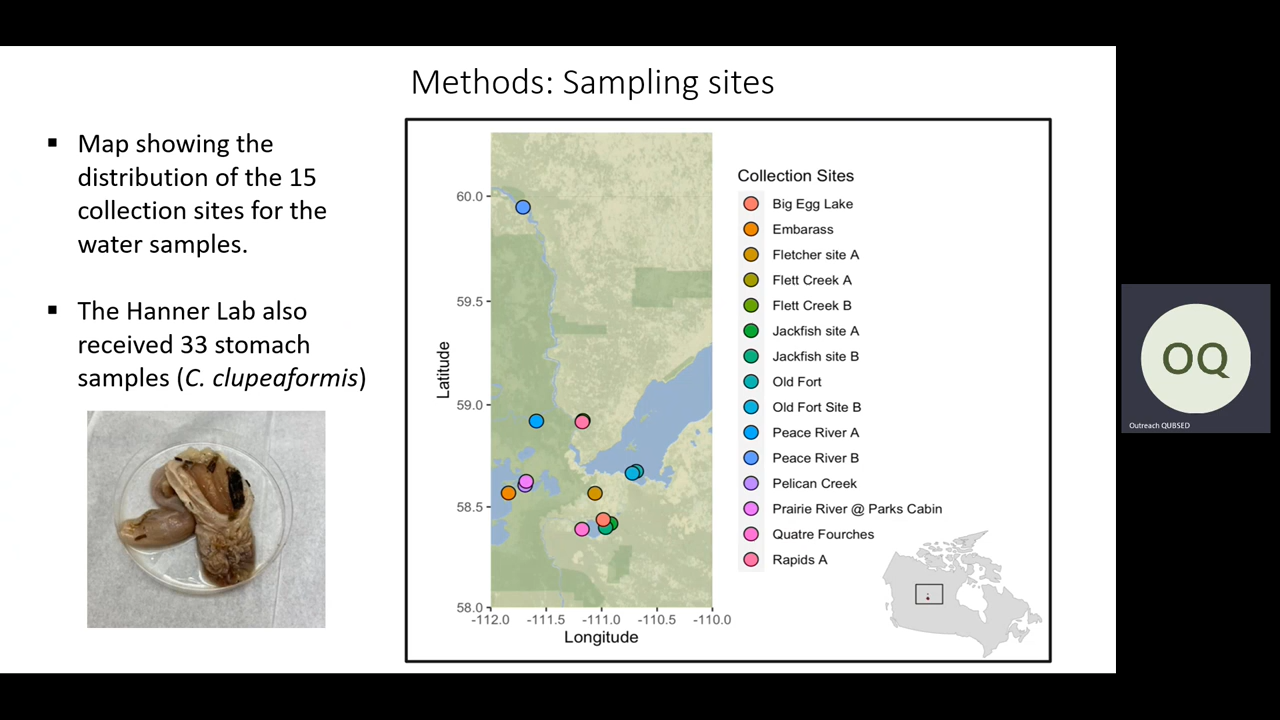 Methods: Sampling sites
▪ Map showing the
distribution of the 15
collection sites for the
water samples.
▪ The Hanner Lab also
received 33 stomach
samples (C. clupeaformis)
Latitude
60.0
59.5
59.0
58.5
58.0
-112.0 -111.5 -111.0 -110.5 -110.0
Longitude
Collection Sites
Big Egg Lake
Embarass
Fletcher site A
Flett Creek A
Flett Creek B
Jackfish site A
Jackfish site B
Old Fort
Old Fort Site B
Peace River A
Peace River B
Pelican Creek
Prairie River @ Parks Cabin
Quatre Fourches
Rapids A
OQ
Outreach QUBSED